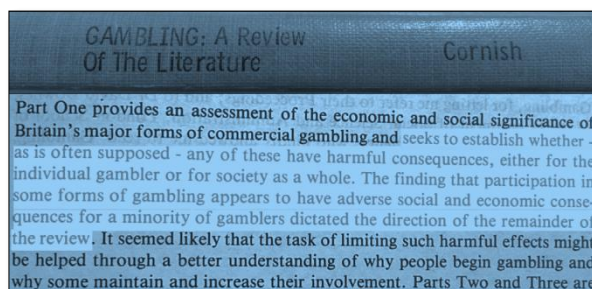 GAMBLING: A Review
Of The Literature
Cornish
Part One provides an assessment of the economic and social significance of
Britain's major forms of commercial gambling and seeks to establish whether -
as is often supposed - any of these have harmful consequences, either for the
individual gambler or for society as a whole. The finding that participation in
some forms of gambling appears to have adverse social and economic conse-
quences for a minority of gamblers dictated the direction of the remainder of
the review. It seemed likely that the task of limiting such harmful effects might
be helped through a better understanding of why people begin gambling and
why some maintain and increase their involvement. Parts Two and Three are